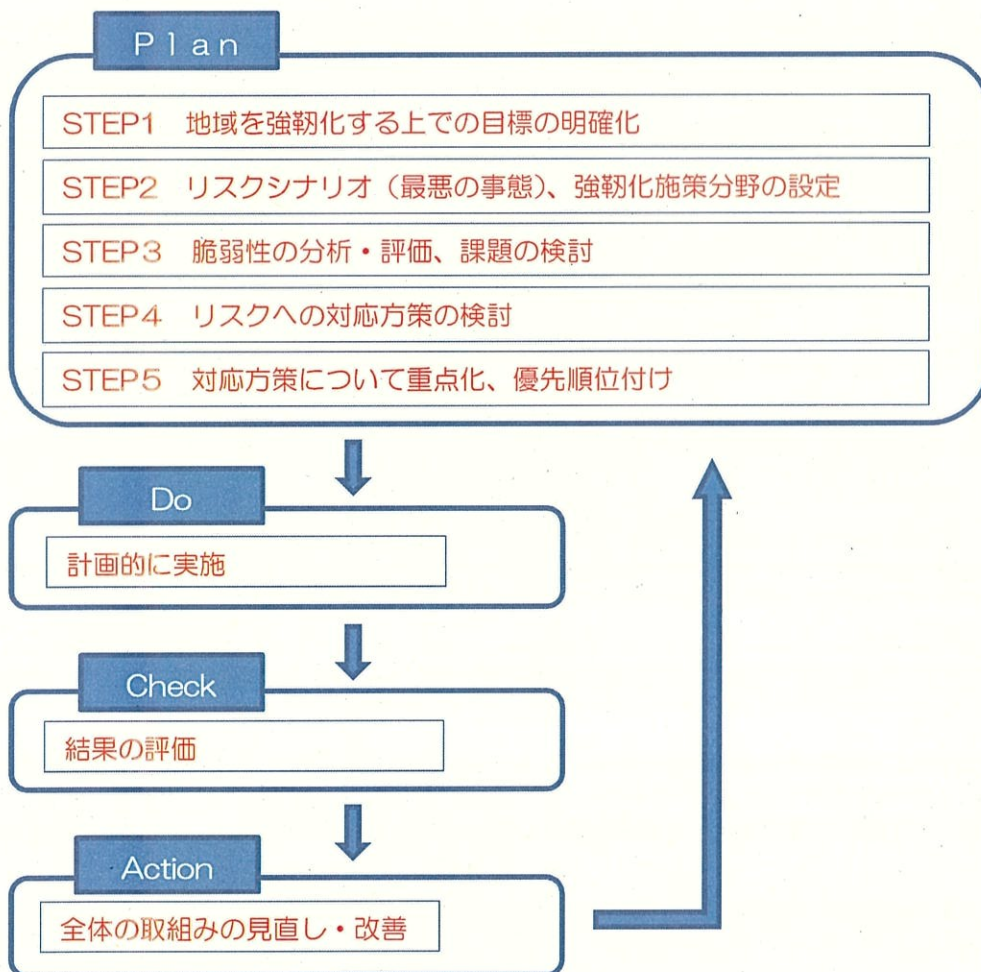 Plan
STEP1 地域を強靭化する上での目標の明確化
STEP2 リスクシナリオ（最悪の事態）、強靭化施策分野の設定
STEP3 脆弱性の分析・評価、課題の検討
STEP4 リスクへの対応方策の検討
STEP5 対応方策について重点化、優先順位付け
Do
計画的に実施
Check
結果の評価
Action
全体の取組みの見直し・改善